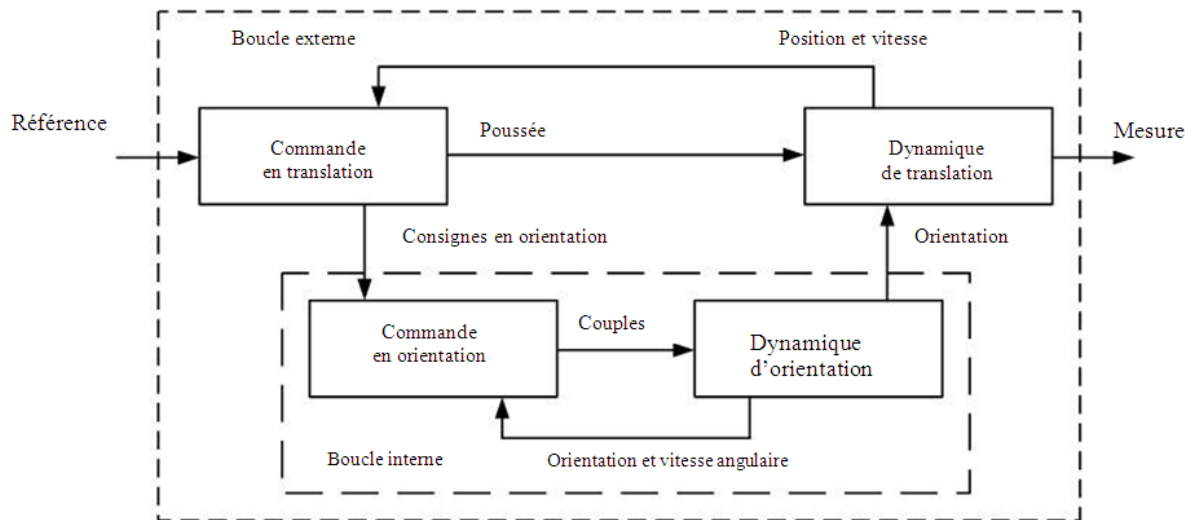 Boucle externe
Position et vitesse
Référence
Poussée
Mesure
Commande
en translation
Dynamique
de translation
Consignes en orientation
Orientation
Commande
en orientation
Couples
Dynamique
d'orientation
Boucle interne
Orientation et vitesse angulaire